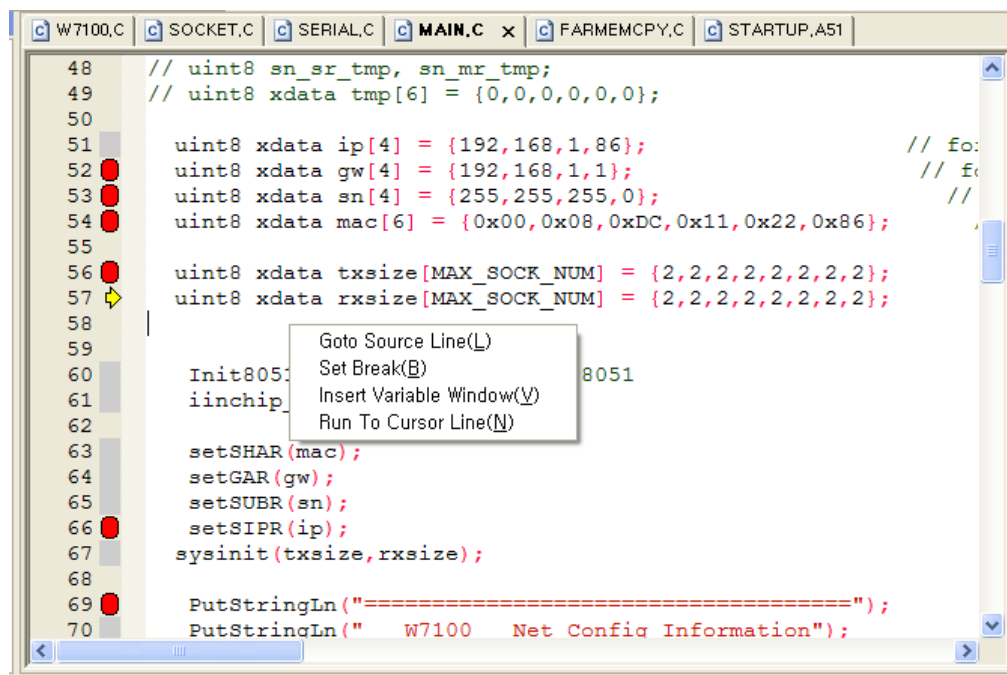 W7100,C SOCKET,C SERIAL,C MAIN,C x FARMEMCPY,C STARTUP,A51
48 // uint8 sn_sr_tmp, sn_mr_tmp;
49 // uint8 xdata tmp[6] = {0,0,0,0,0,0};
50
51 uint8 xdata ip[4] = {192,168,1,86}; // for
52 uint8 xdata gw[4] = {192,168,1,1}; // fo
53 uint8 xdata sn[4] = {255,255,255,0}; //
54 uint8 xdata mac[6] = {0x00,0x08,0xDC,0x11,0x22,0x86};
55
56 uint8 xdata txsize[MAX_SOCK_NUM] = {2,2,2,2,2,2,2,2};
57 uint8 xdata rxsize[MAX_SOCK_NUM] = {2,2,2,2,2,2,2,2};
58
59
Goto Source Line(L)
60 Init8051 8051
Set Break(B)
61 iinchip_
Insert Variable Window(V)
62
Run To Cursor Line(N)
63 setSHAR(mac);
64 setGAR(gw);
65 setSUBR(sn);
66 setSIPR(ip);
67 sysinit(txsize,rxsize);
68
69 PutStringLn("====================================");
70 PutStringLn("   W7100   Net Config Information");